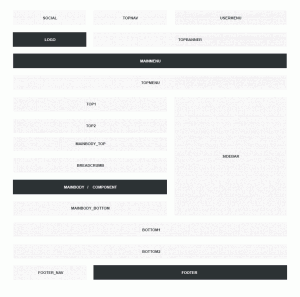 SOCIAL TOPNAV USERMENU
LOGO TOPBANNER
MAINMENU
TOPMENU
TOP1
TOP2
MAINBODY_TOP
SIDEBAR
BREADCRUMB
MAINBODY / COMPONENT
MAINBODY_BOTTOM
BOTTOM1
BOTTOM2
FOOTER_NAV FOOTER